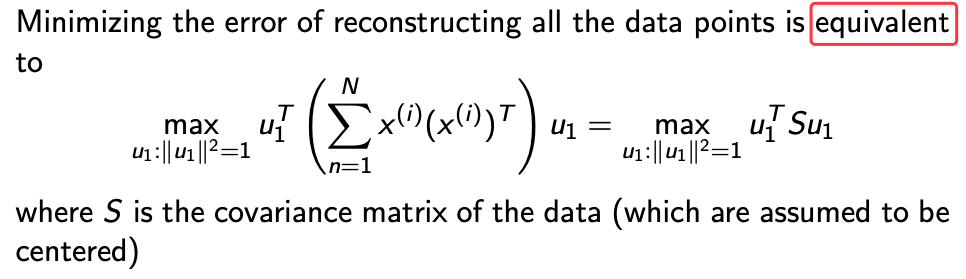 Minimizing the error of reconstructing all the data points is equivalent
to
max_{u_1:‖u_1‖^2=1} u_1^T ( ∑_{n=1}^{N} x^{(i)}(x^{(i)})^T ) u_1 = max_{u_1:‖u_1‖^2=1} u_1^T S u_1
where S is the covariance matrix of the data (which are assumed to be
centered)